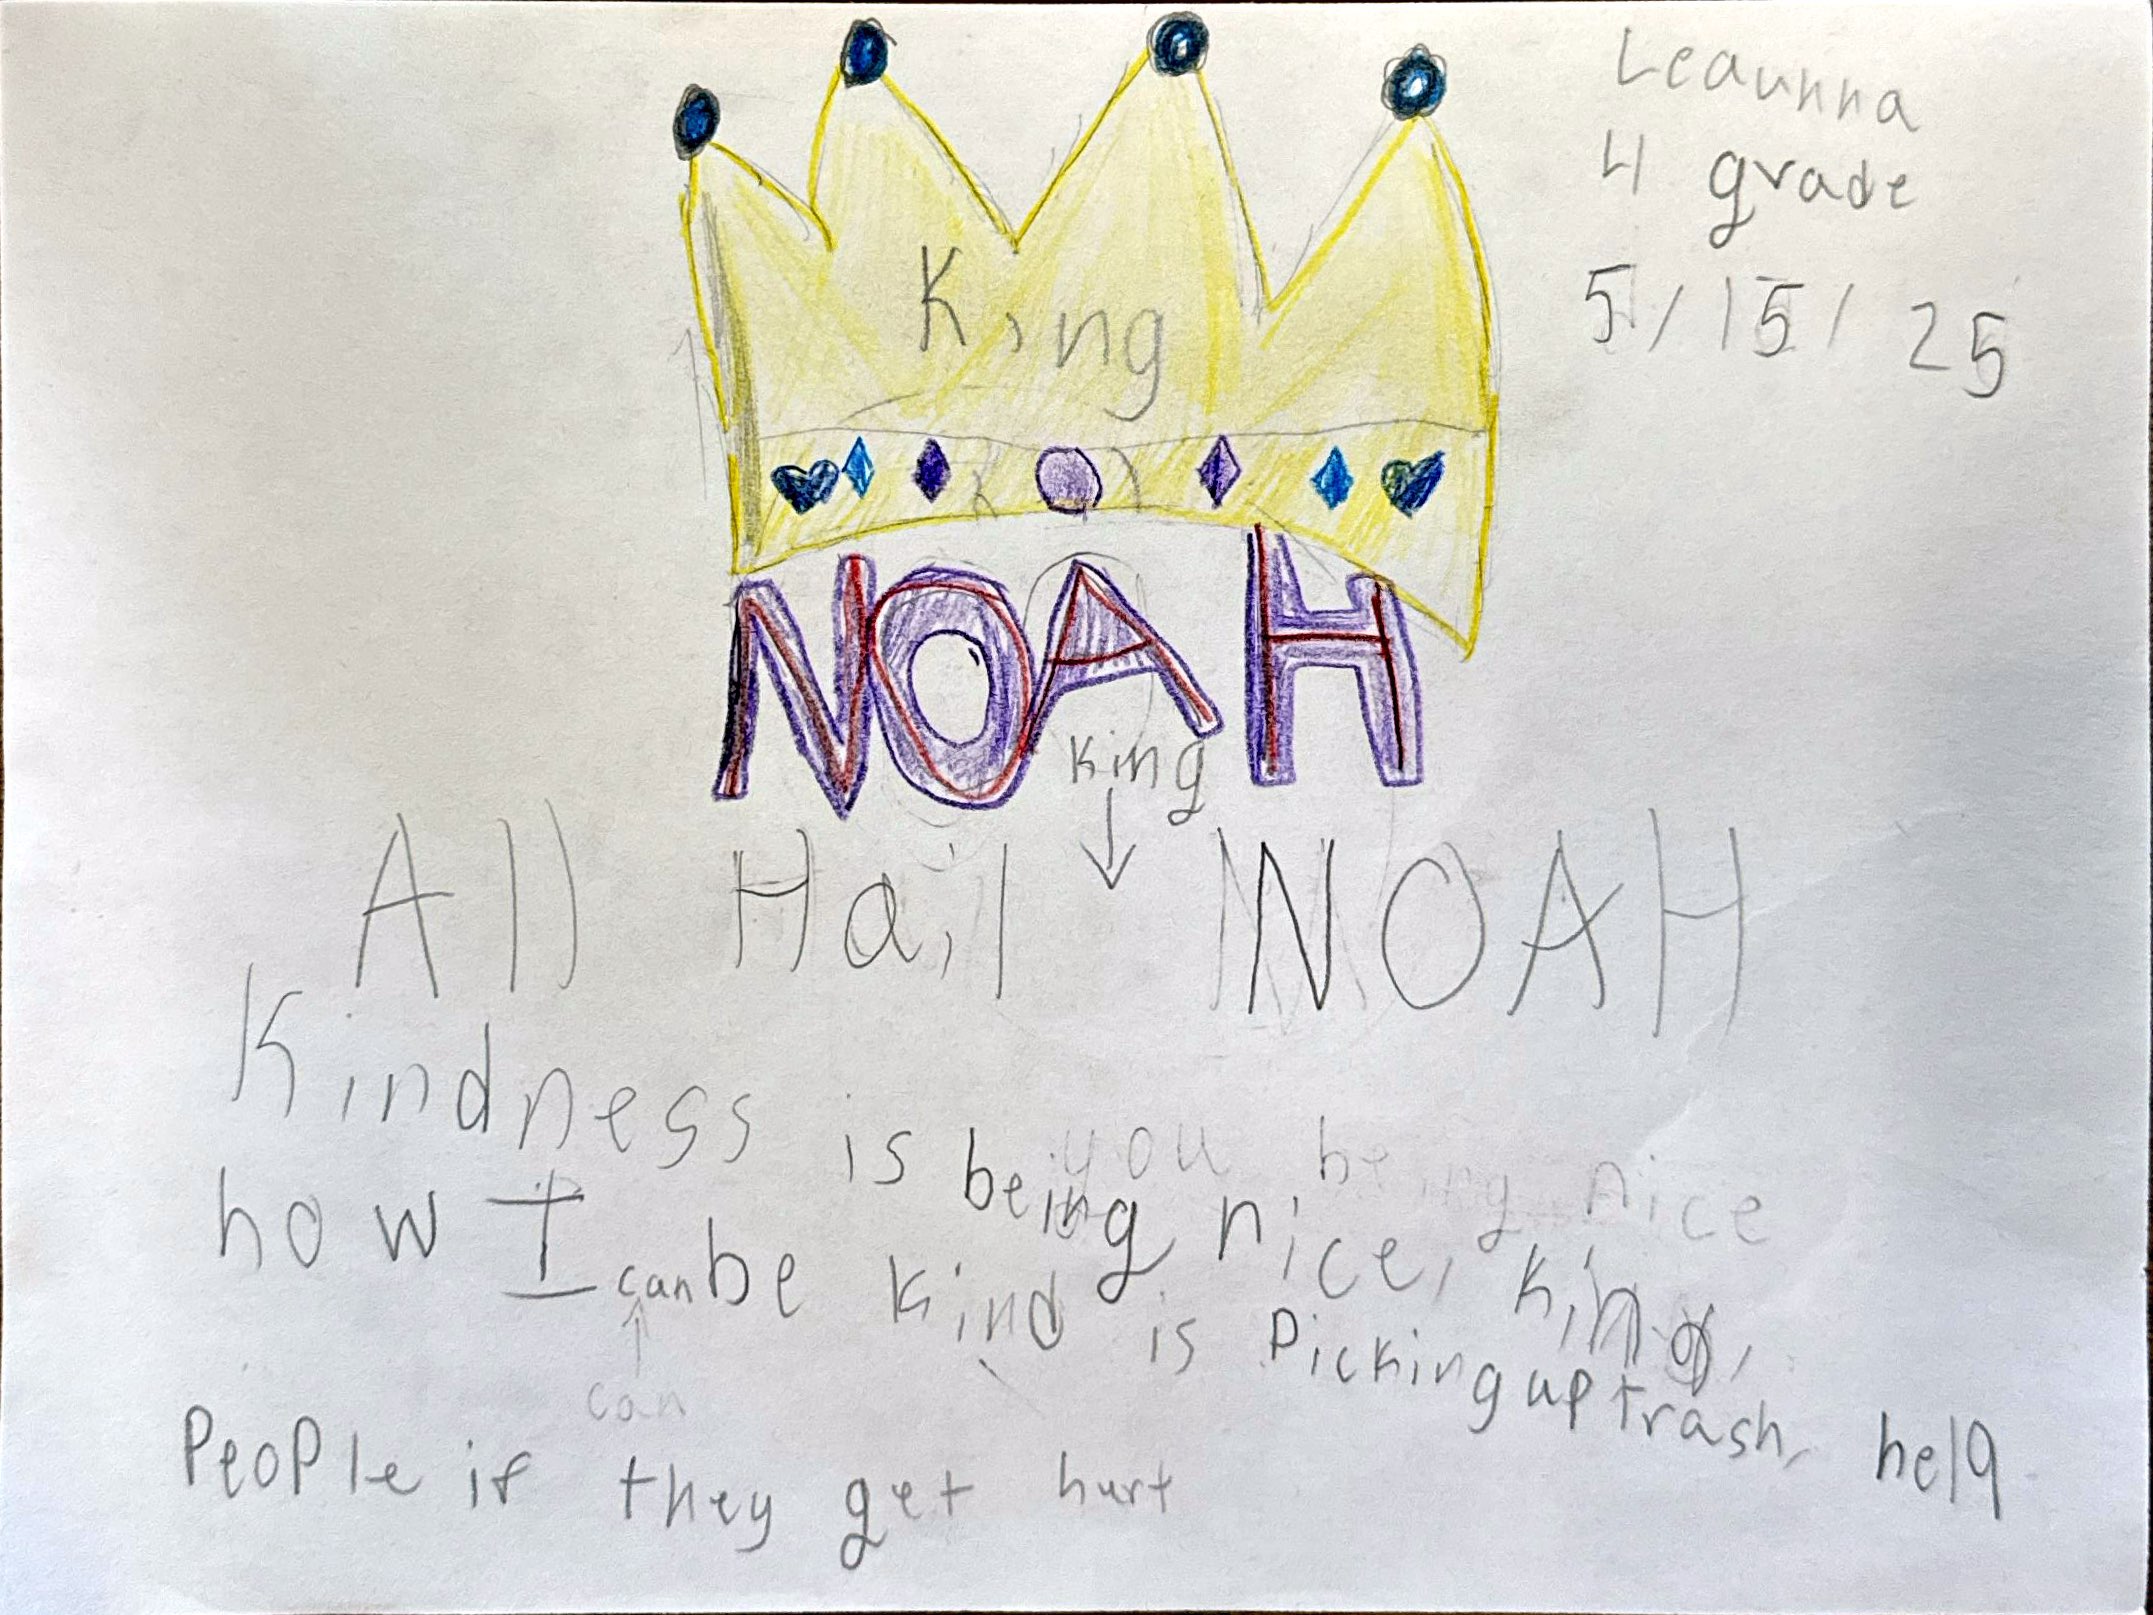 Leaunna
4 grade
5/15/25
King
NOAH
king
All Hail NOAH
Kindness is being nice, kind,
how I can be kind is Picking up trash, help
PeoPle if they get hurt